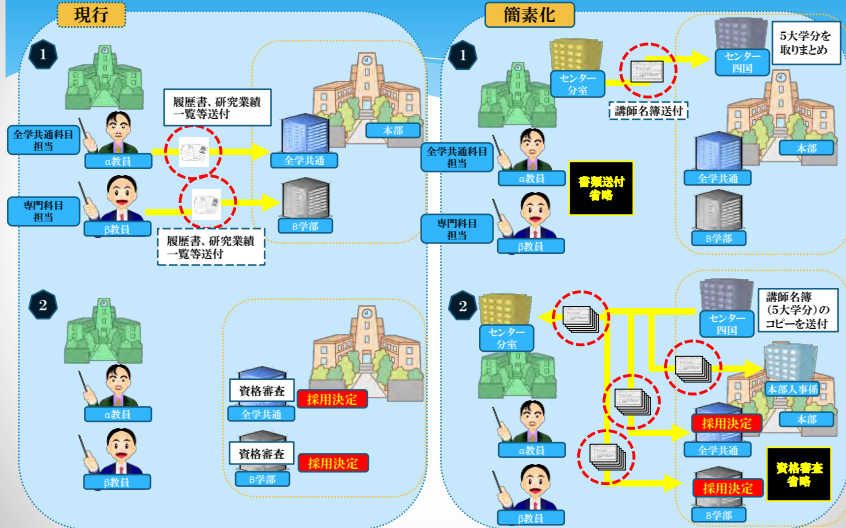 現行
1
履歴書、研究業績
一覧等送付
全学共通科目
担当
α教員
全学共通
本部
専門科目
担当
β教員
B学部
履歴書、研究業績
一覧等送付
2
α教員
β教員
資格審査
採用決定
全学共通
資格審査
採用決定
B学部
簡素化
1
センター
分室
講師名簿送付
センター
四国
5大学分を
取りまとめ
全学共通科目
担当
α教員
専門科目
担当
β教員
書類送付
省略
本部
全学共通
B学部
2
センター
分室
センター
四国
講師名簿
(5大学分)の
コピーを送付
本部人事係
本部
α教員
β教員
採用決定
全学共通
採用決定
B学部
資格審査
省略